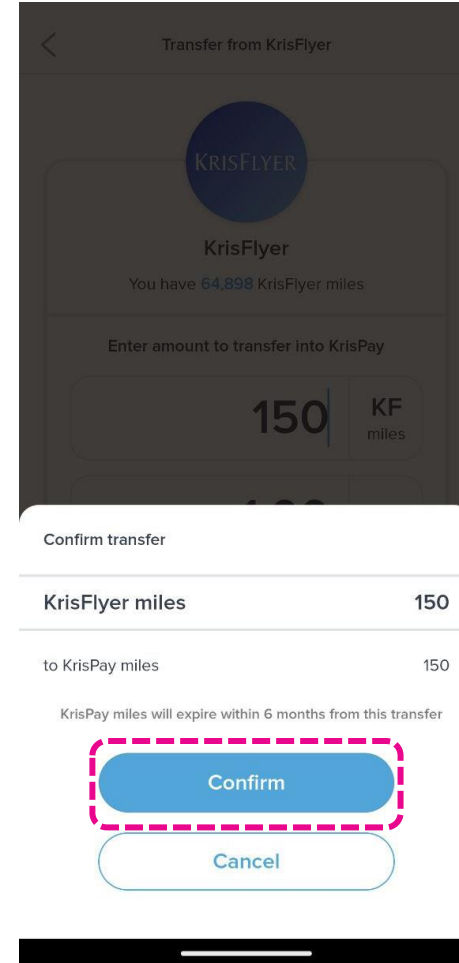 Transfer from KrisFlyer
KRISFLYER
KrisFlyer
You have 64,898 KrisFlyer miles
Enter amount to transfer into KrisPay
150 KF
miles
Confirm transfer
KrisFlyer miles 150
to KrisPay miles 150
KrisPay miles will expire within 6 months from this transfer
Confirm
Cancel